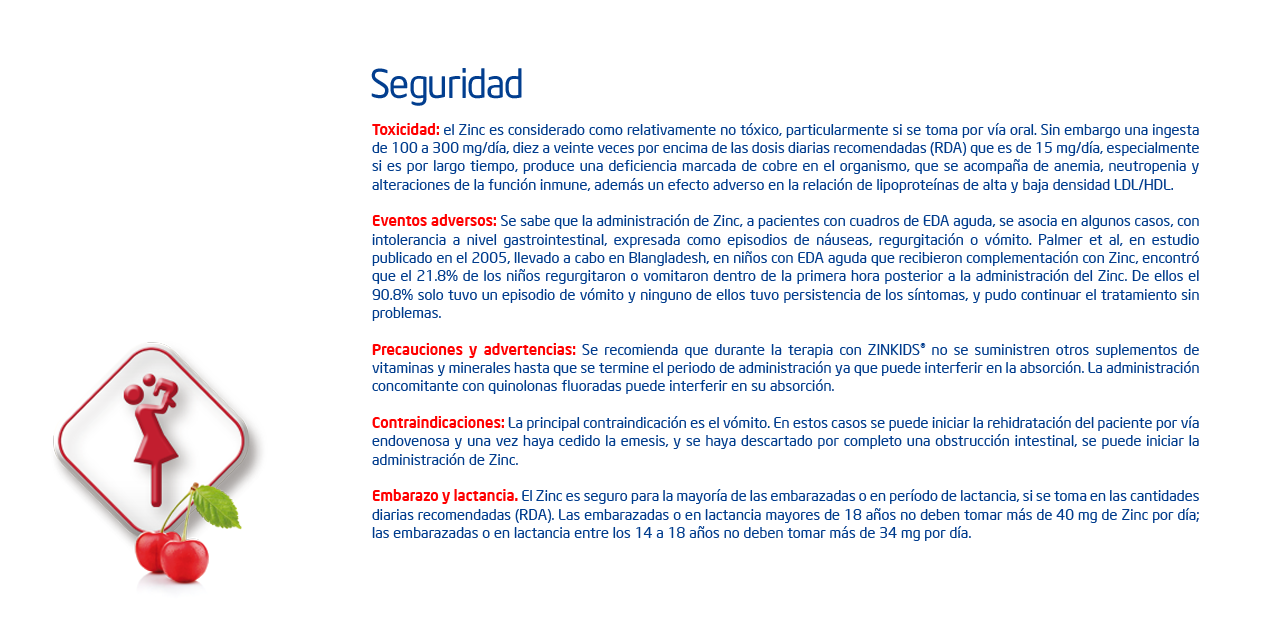 Seguridad
Toxicidad: el Zinc es considerado como relativamente no tóxico, particularmente si se toma por vía oral. Sin embargo una ingesta
de 100 a 300 mg/día, diez a veinte veces por encima de las dosis diarias recomendadas (RDA) que es de 15 mg/día, especialmente
si es por largo tiempo, produce una deficiencia marcada de cobre en el organismo, que se acompaña de anemia, neutropenia y
alteraciones de la función inmune, además un efecto adverso en la relación de lipoproteínas de alta y baja densidad LDL/HDL.
Eventos adversos: Se sabe que la administración de Zinc, a pacientes con cuadros de EDA aguda, se asocia en algunos casos, con
intolerancia a nivel gastrointestinal, expresada como episodios de náuseas, regurgitación o vómito. Palmer et al, en estudio
publicado en el 2005, llevado a cabo en Blangladesh, en niños con EDA aguda que recibieron complementación con Zinc, encontró
que el 21.8% de los niños regurgitaron o vomitaron dentro de la primera hora posterior a la administración del Zinc. De ellos el
90.8% solo tuvo un episodio de vómito y ninguno de ellos tuvo persistencia de los síntomas, y pudo continuar el tratamiento sin
problemas.
Precauciones y advertencias: Se recomienda que durante la terapia con ZINKIDS® no se suministren otros suplementos de
vitaminas y minerales hasta que se termine el periodo de administración ya que puede interferir en la absorción. La administración
concomitante con quinolonas fluoradas puede interferir en su absorción.
Contraindicaciones: La principal contraindicación es el vómito. En estos casos se puede iniciar la rehidratación del paciente por vía
endovenosa y una vez haya cedido la emesis, y se haya descartado por completo una obstrucción intestinal, se puede iniciar la
administración de Zinc.
Embarazo y lactancia. El Zinc es seguro para la mayoría de las embarazadas o en período de lactancia, si se toma en las cantidades
diarias recomendadas (RDA). Las embarazadas o en lactancia mayores de 18 años no deben tomar más de 40 mg de Zinc por día;
las embarazadas o en lactancia entre los 14 a 18 años no deben tomar más de 34 mg por día.